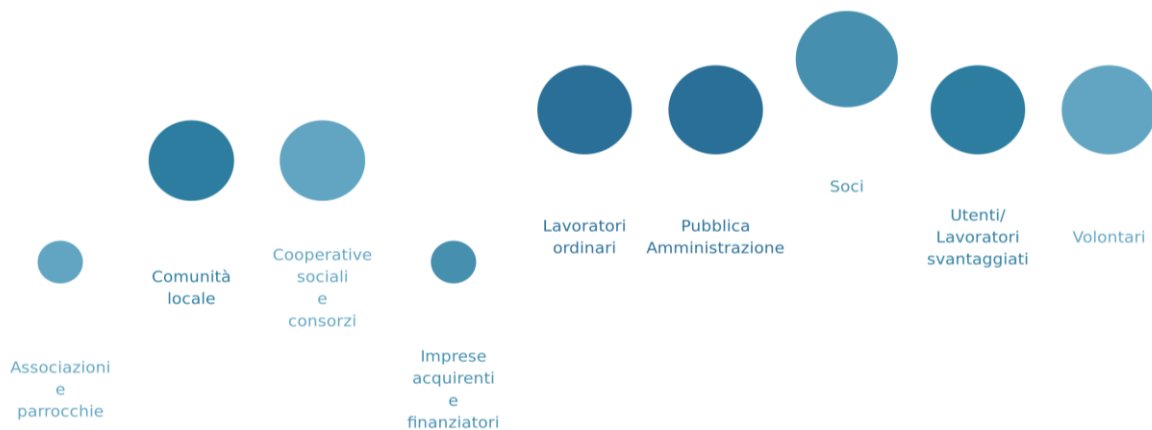 Associazioni
e
parrocchie
Comunità
locale
Cooperative
sociali
e
consorzi
Imprese
acquirenti
e
finanziatori
Lavoratori
ordinari
Pubblica
Amministrazione
Soci
Utenti/
Lavoratori
svantaggiati
Volontari